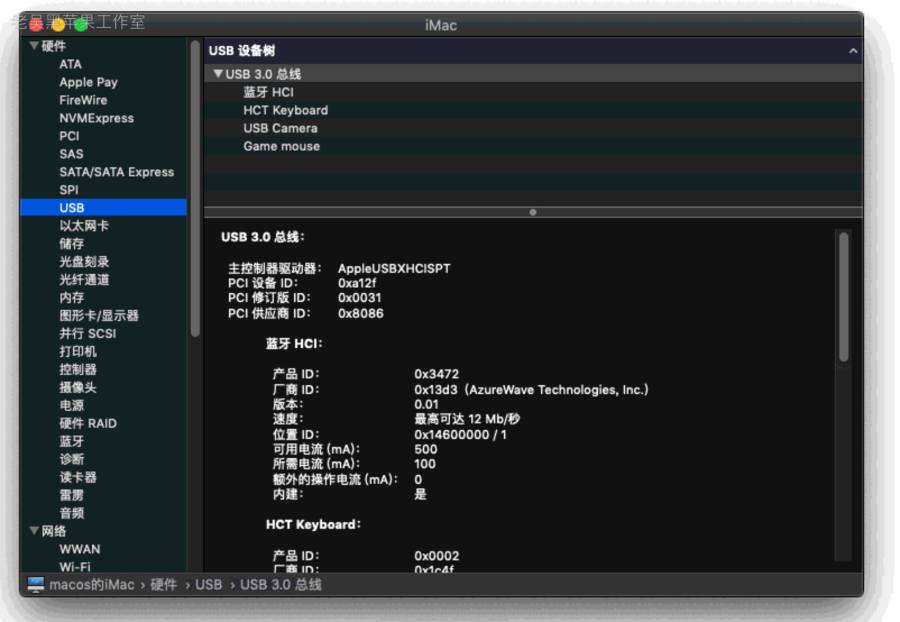 老吴黑苹果工作室
iMac
硬件
ATA
Apple Pay
FireWire
NVMExpress
PCI
SAS
SATA/SATA Express
SPI
USB
以太网卡
储存
光盘刻录
光纤通道
内存
图形卡/显示器
并行 SCSI
打印机
控制器
摄像头
电源
硬件 RAID
蓝牙
诊断
读卡器
雷雳
音频
网络
WWAN
Wi-Fi
USB 设备树
USB 3.0 总线
蓝牙 HCI
HCT Keyboard
USB Camera
Game mouse
USB 3.0 总线:
主控制器驱动器: AppleUSBXHCISPT
PCI 设备 ID: 0xa12f
PCI 修订版 ID: 0x0031
PCI 供应商 ID: 0x8086
蓝牙 HCI:
产品 ID: 0x3472
厂商 ID: 0x13d3 (AzureWave Technologies, Inc.)
版本: 0.01
速度: 最高可达 12 Mb/秒
位置 ID: 0x14600000 / 1
可用电流 (mA): 500
所需电流 (mA): 100
额外的操作电流 (mA): 0
内建: 是
HCT Keyboard:
产品 ID: 0x0002
厂商 ID: 0x1c4f
macos的iMac › 硬件 › USB › USB 3.0 总线